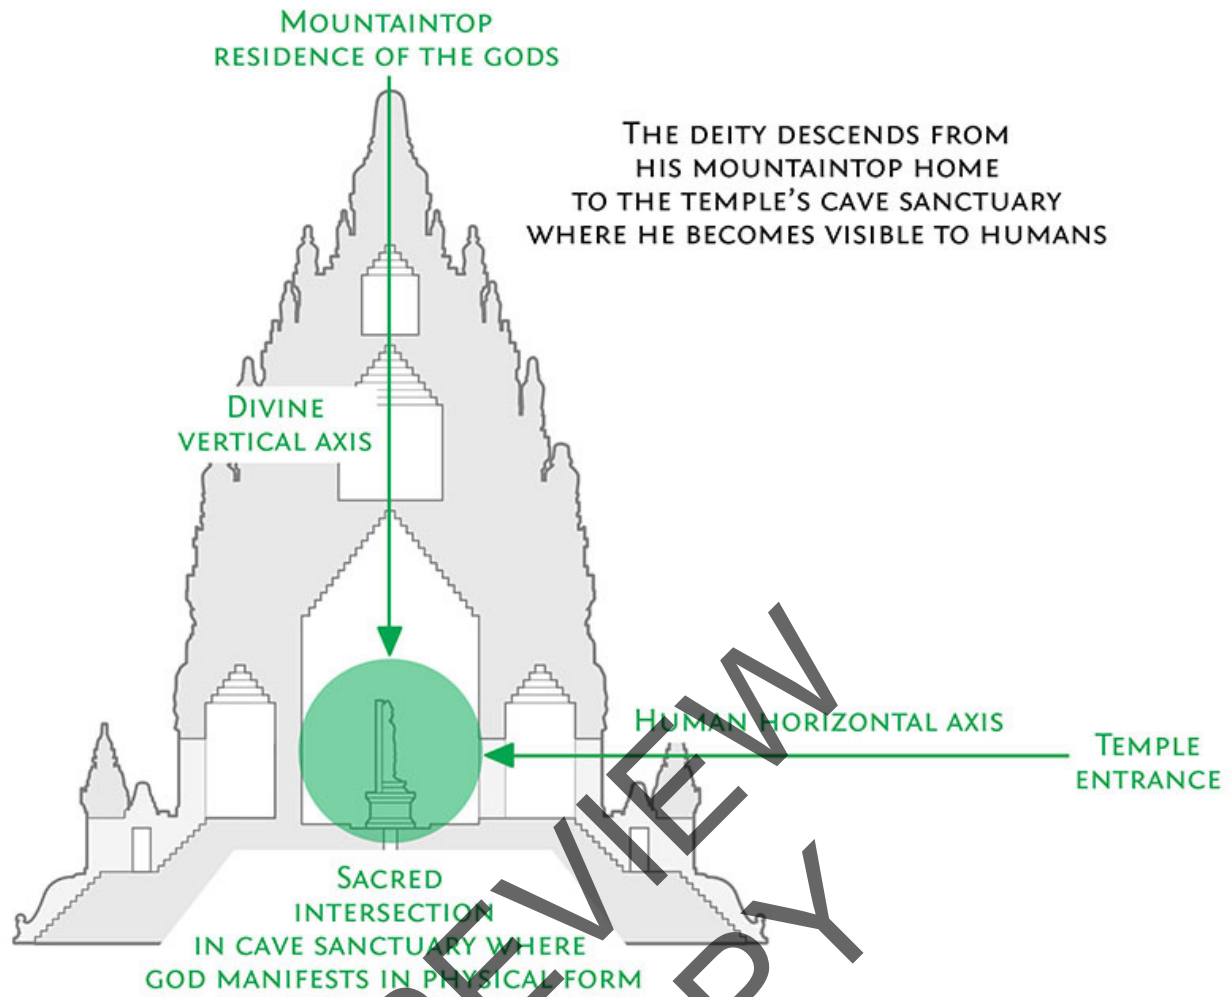 MOUNTAINTOP
RESIDENCE OF THE GODS
THE DEITY DESCENDS FROM
HIS MOUNTAINTOP HOME
TO THE TEMPLE'S CAVE SANCTUARY
WHERE HE BECOMES VISIBLE TO HUMANS
DIVINE
VERTICAL AXIS
HUMAN HORIZONTAL AXIS
TEMPLE
ENTRANCE
SACRED
INTERSECTION
IN CAVE SANCTUARY WHERE
GOD MANIFESTS IN PHYSICAL FORM